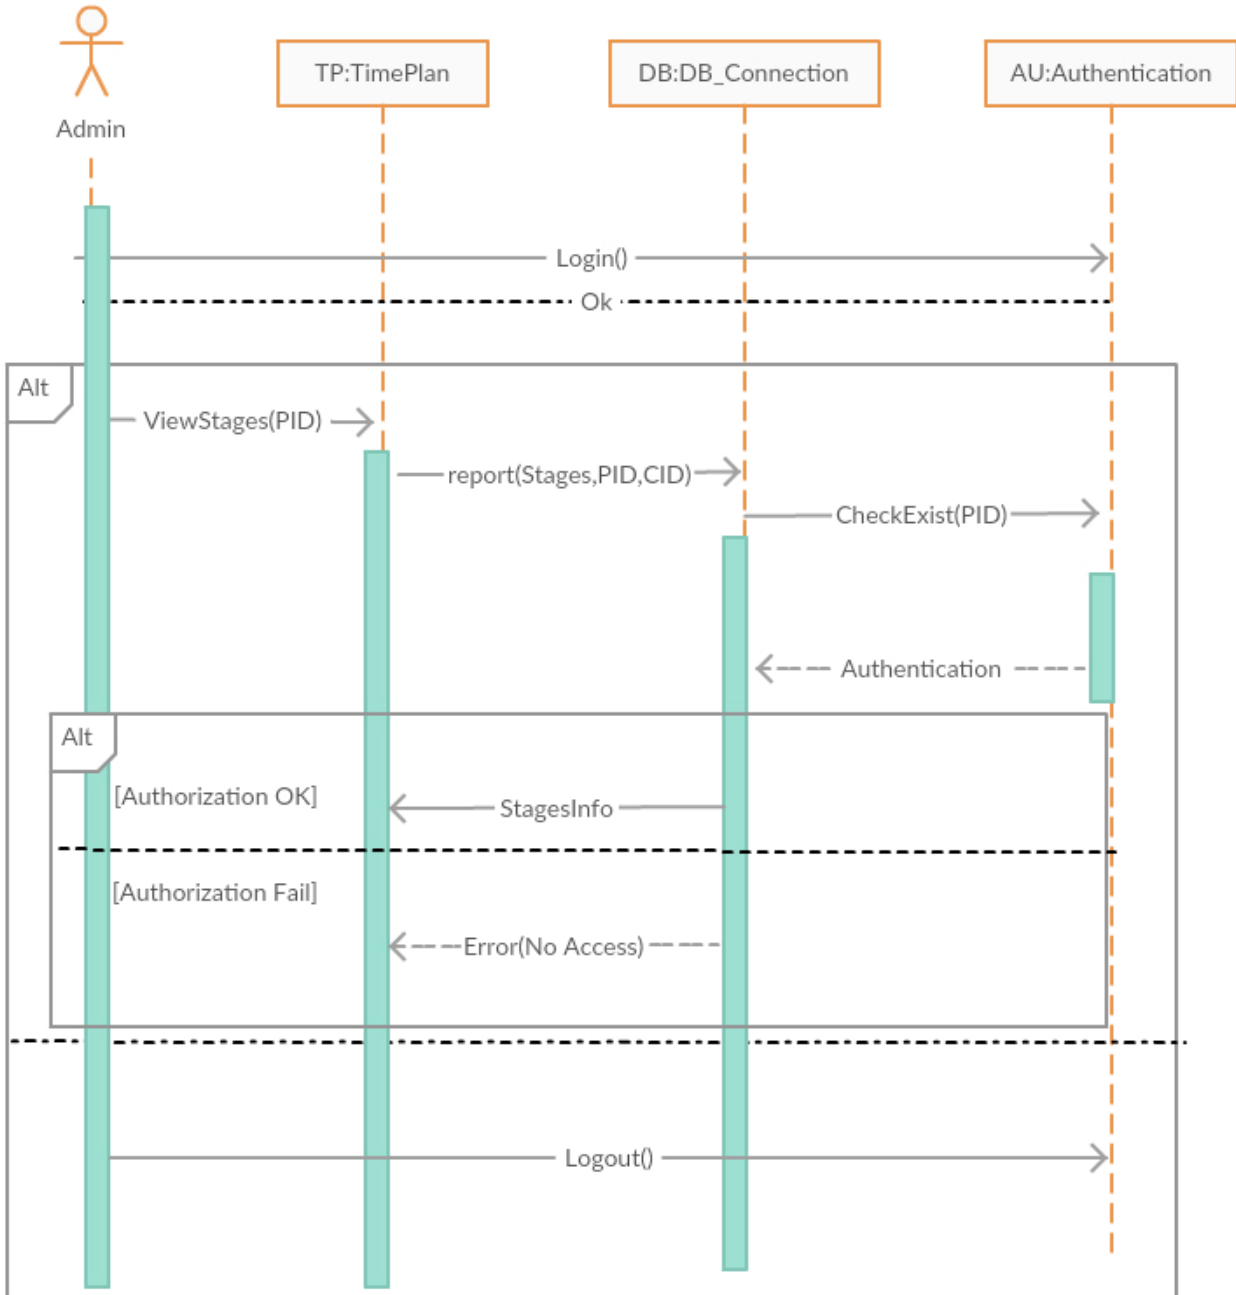 TP:TimePlan
DB:DB_Connection
AU:Authentication
Admin
Login()
Ok
Alt
ViewStages(PID)
report(Stages,PID,CID)
CheckExist(PID)
Authentication
Alt
[Authorization OK]
StagesInfo
[Authorization Fail]
Error(No Access)
Logout()